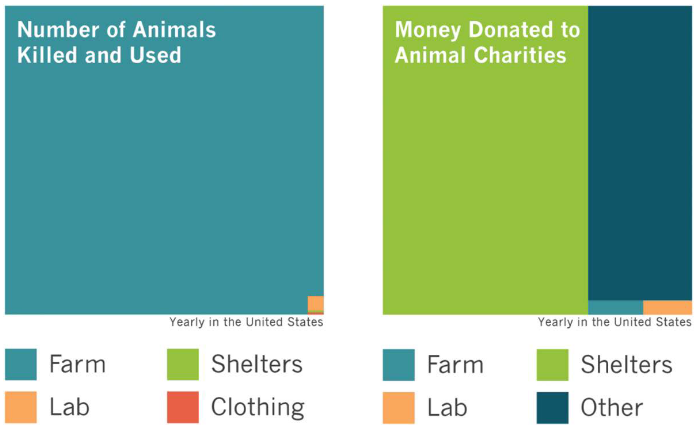 Number of Animals
Killed and Used
Yearly in the United States
Farm
Shelters
Lab
Clothing
Money Donated to
Animal Charities
Yearly in the United States
Farm
Shelters
Lab
Other